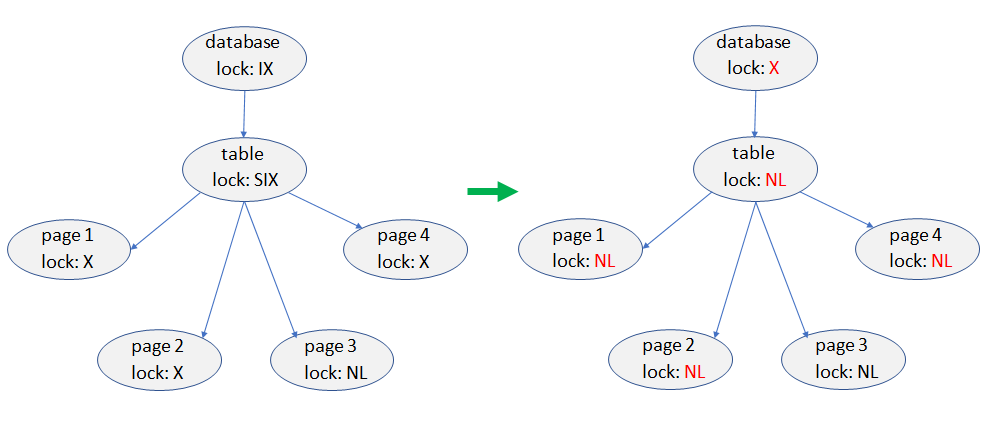 database
lock: IX
table
lock: SIX
page 1
lock: X
page 4
lock: X
page 2
lock: X
page 3
lock: NL
database
lock: X
table
lock: NL
page 1
lock: NL
page 4
lock: NL
page 2
lock: NL
page 3
lock: NL